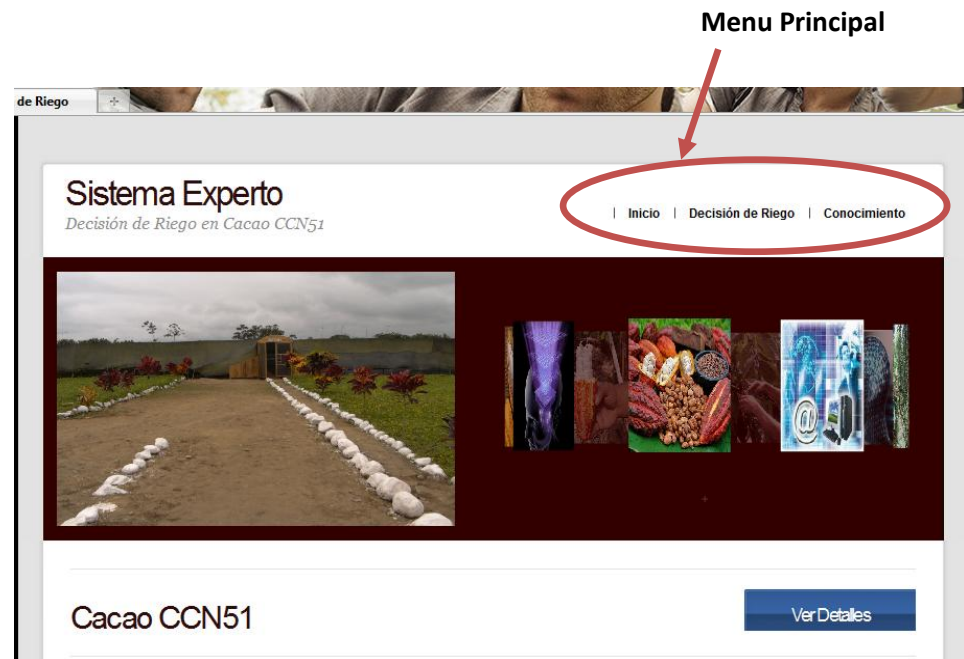 Menu Principal
de Riego
Sistema Experto
Decisión de Riego en Cacao CCN51
| Inicio | Decisión de Riego | Conocimiento
@
Cacao CCN51
Ver Detalles